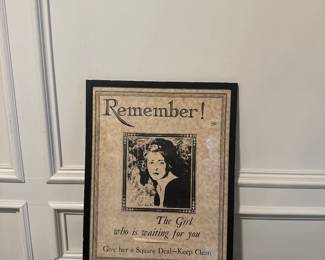 Remember!
The Girl
who is waiting for you
Give her a Square Deal—Keep Clean